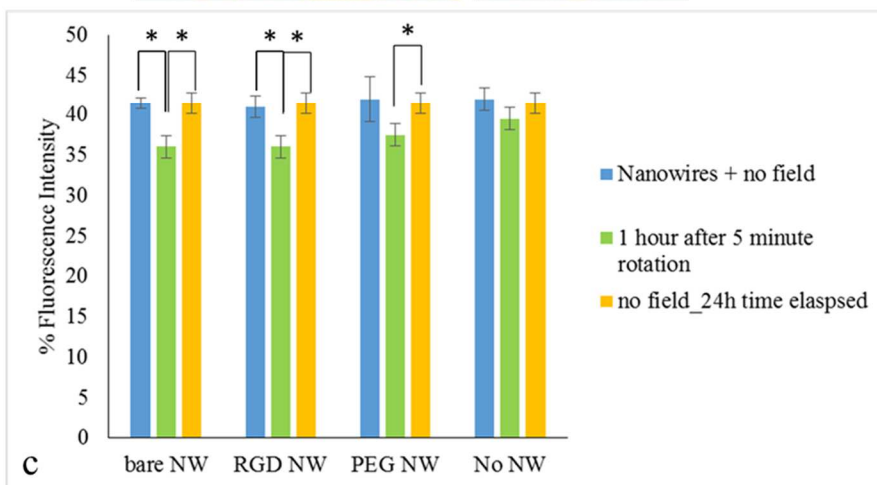 50
45
40
35
30
25
20
15
10
5
0
% Fluorescence Intensity
* * * * *
bare NW RGD NW PEG NW No NW
Nanowires + no field
1 hour after 5 minute
rotation
no field_24h time elaspsed
c